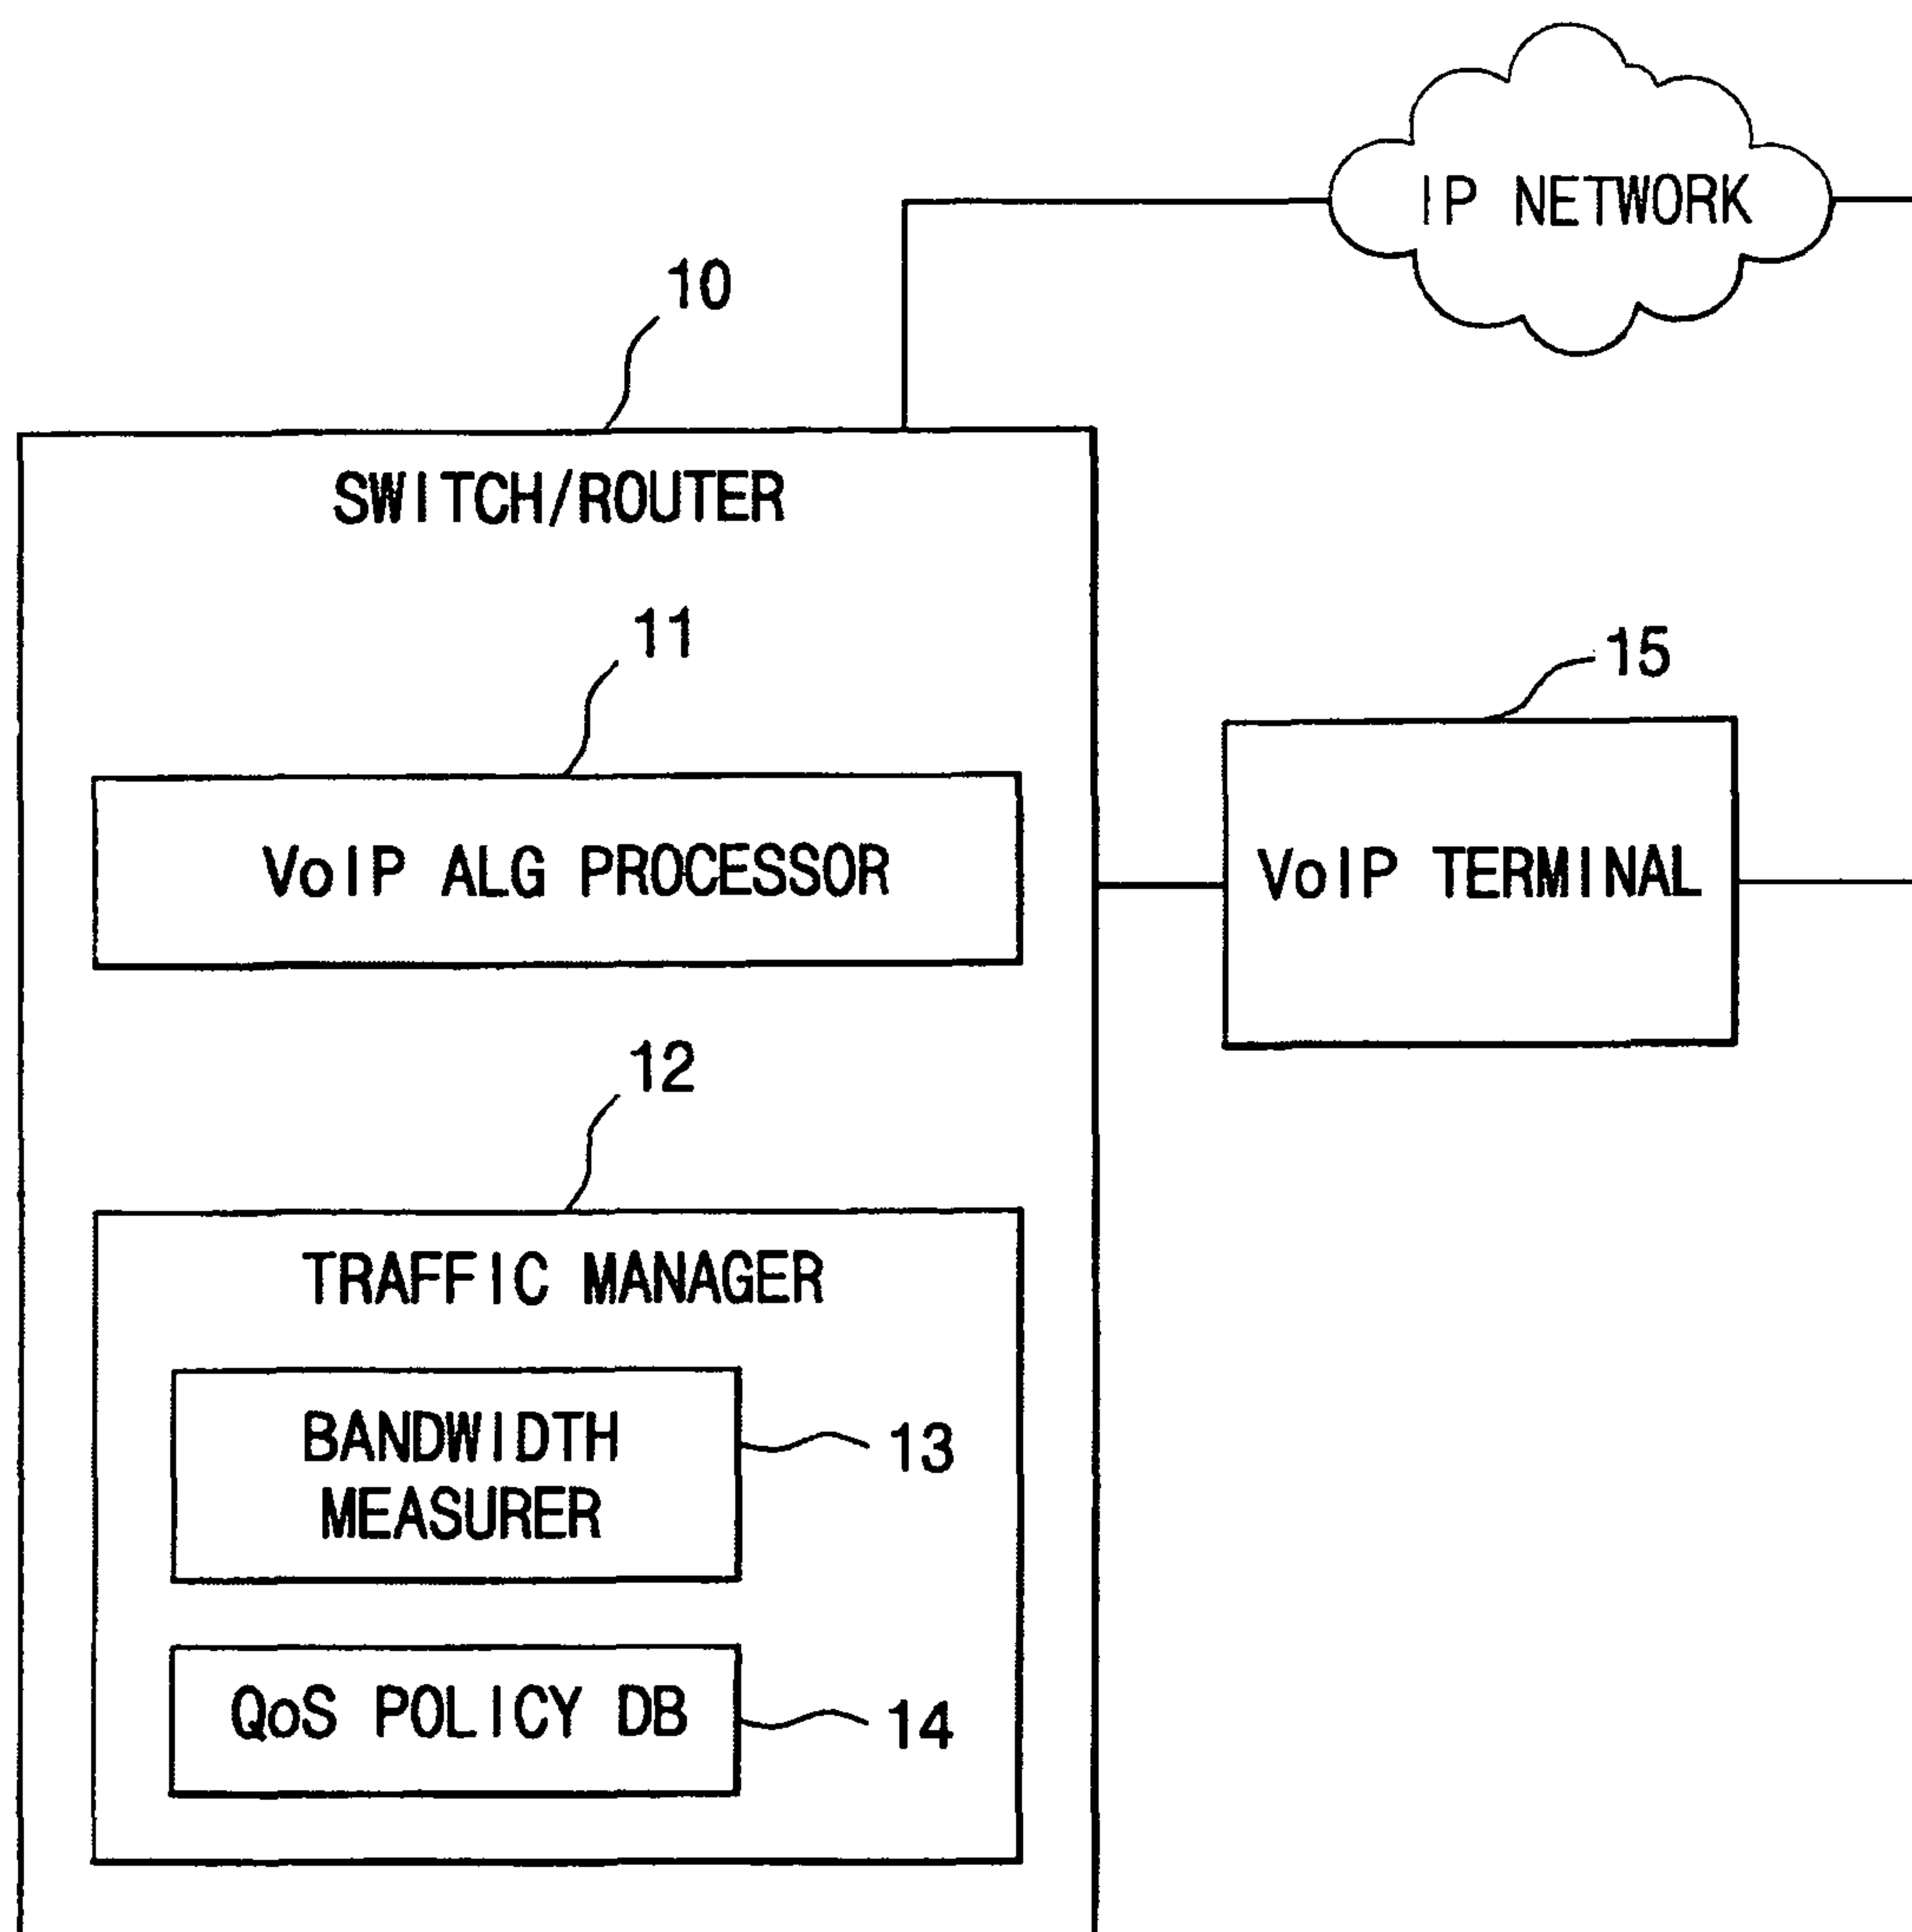 IP NETWORK
10
SWITCH/ROUTER
11
15
VoIP ALG PROCESSOR
VoIP TERMINAL
12
TRAFFIC MANAGER
BANDWIDTH
MEASURER
13
QoS POLICY DB
14